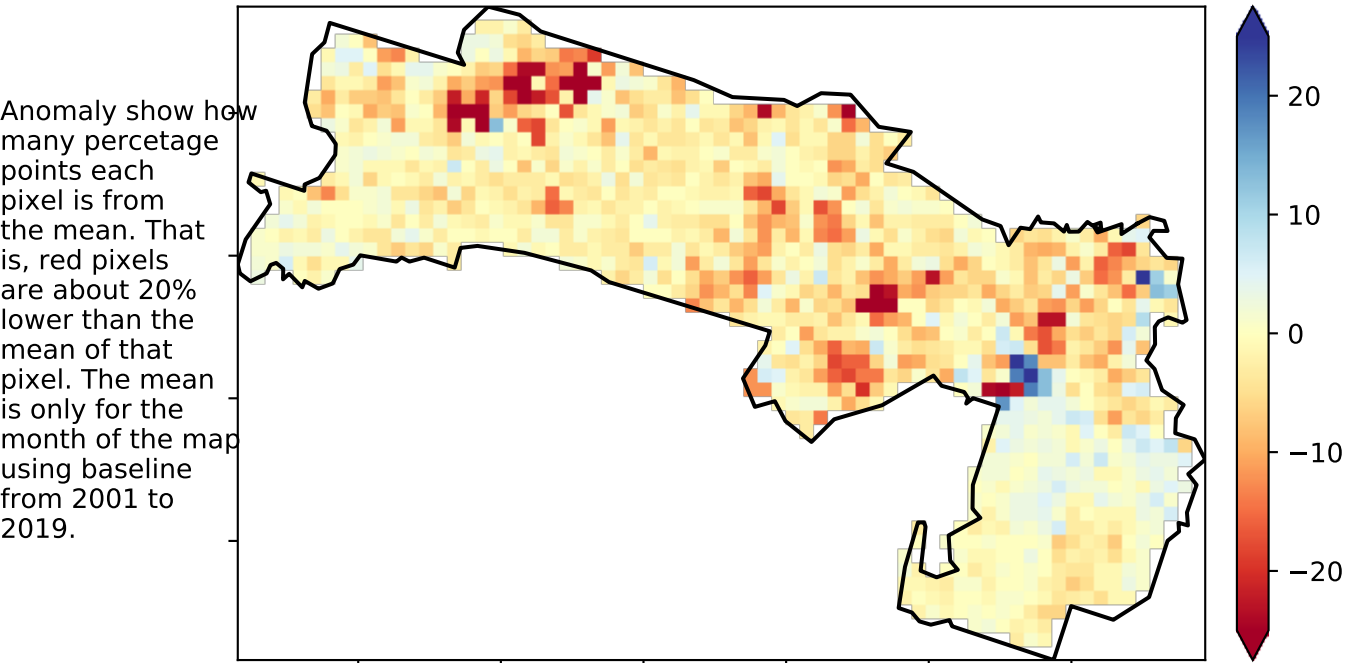 Anomaly show how
many percetage
points each
pixel is from
the mean. That
is, red pixels
are about 20%
lower than the
mean of that
pixel. The mean
is only for the
month of the map
using baseline
from 2001 to
2019.
20
10
0
−10
−20